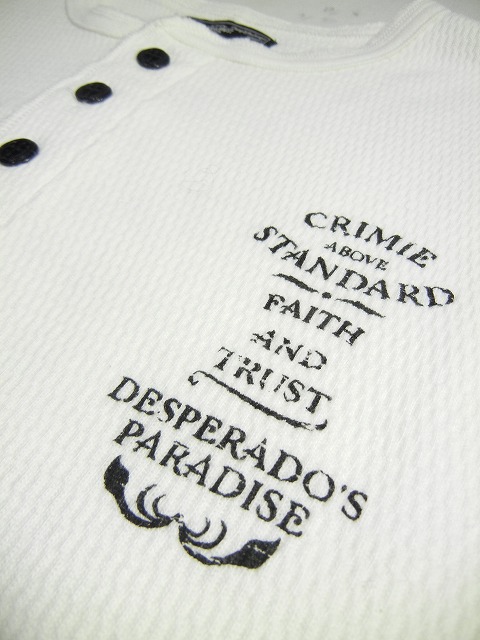 CRIMIE
ABOVE
STANDARD
FAITH
AND
TRUST
DESPERADO'S
PARADISE